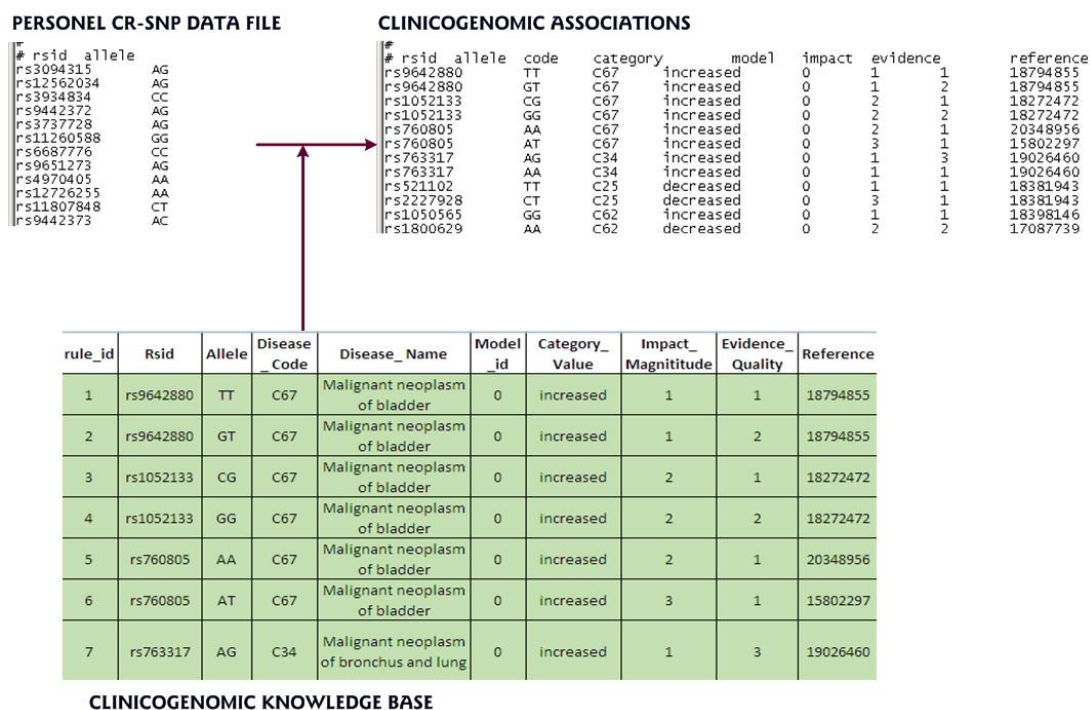 PERSONEL CR-SNP DATA FILE
#
# rsid allele
rs3094315 AG
rs12562034 AG
rs3934834 CC
rs9442372 AG
rs3737728 AG
rs11260588 GG
rs6687776 CC
rs9651273 AG
rs4970405 AA
rs12726255 AA
rs11807848 CT
rs9442373 AC
CLINICOGENOMIC ASSOCIATIONS
#
# rsid allele code category model impact evidence reference
rs9642880 TT C67 increased 0 1 1 18794855
rs9642880 GT C67 increased 0 1 2 18794855
rs1052133 CG C67 increased 0 2 1 18272472
rs1052133 GG C67 increased 0 2 2 18272472
rs760805 AA C67 increased 0 2 1 20348956
rs760805 AT C67 increased 0 3 1 15802297
rs763317 AG C34 increased 0 1 3 19026460
rs763317 AA C34 increased 0 1 1 19026460
rs521102 TT C25 decreased 0 1 1 18381943
rs2227928 CT C25 decreased 0 3 1 18381943
rs1050565 GG C62 increased 0 1 1 18398146
rs1800629 AA C62 decreased 0 2 2 17087739
rule_id Rsid Allele Disease _ Code Disease_ Name Model _id Category_ Value Impact_ Magnititude Evidence_ Quality Reference
1 rs9642880 TT C67 Malignant neoplasm of bladder 0 increased 1 1 18794855
2 rs9642880 GT C67 Malignant neoplasm of bladder 0 increased 1 2 18794855
3 rs1052133 CG C67 Malignant neoplasm of bladder 0 increased 2 1 18272472
4 rs1052133 GG C67 Malignant neoplasm of bladder 0 increased 2 2 18272472
5 rs760805 AA C67 Malignant neoplasm of bladder 0 increased 2 1 20348956
6 rs760805 AT C67 Malignant neoplasm of bladder 0 increased 3 1 15802297
7 rs763317 AG C34 Malignant neoplasm of bronchus and lung 0 increased 1 3 19026460
CLINICOGENOMIC KNOWLEDGE BASE